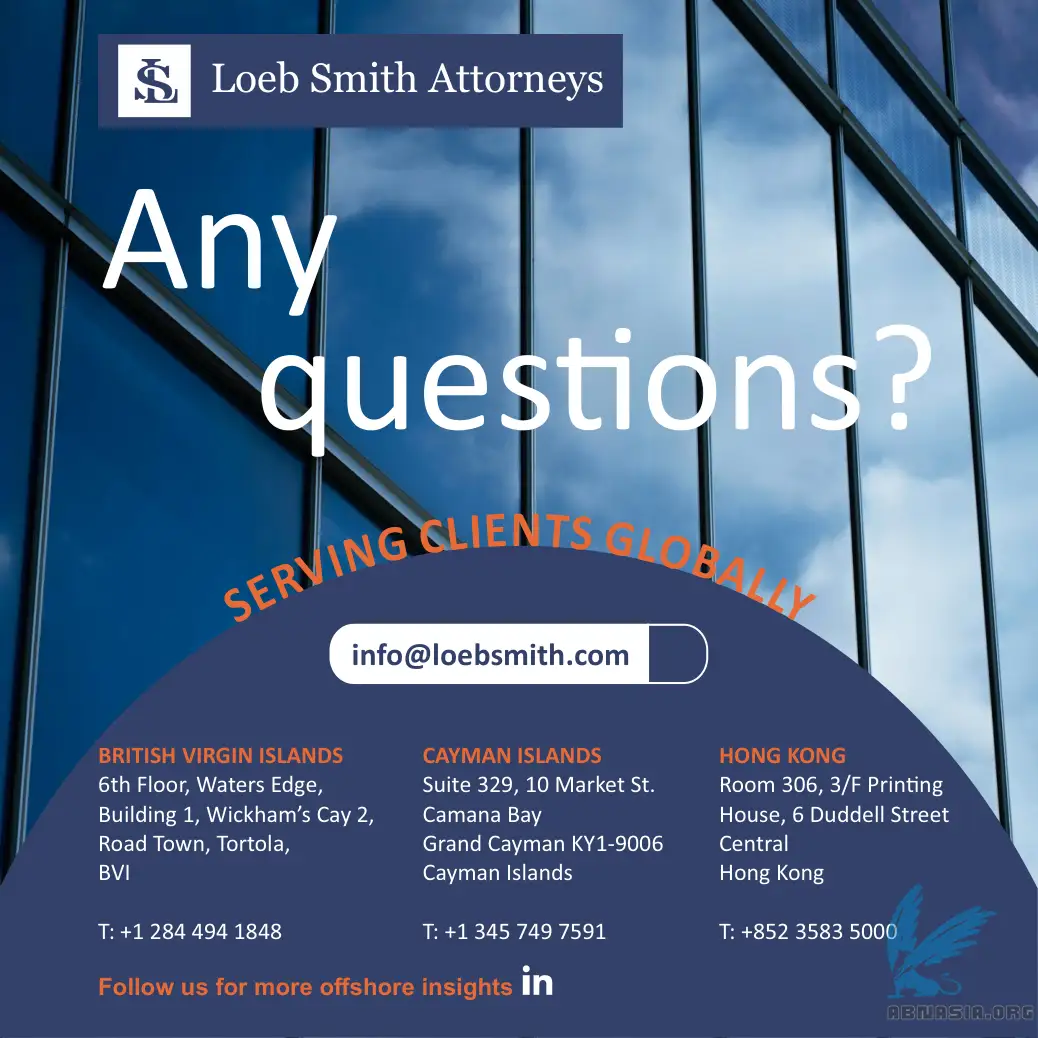 LS
Loeb Smith Attorneys
Any
questions?
SERVING CLIENTS GLOBALLY
info@loebsmith.com
BRITISH VIRGIN ISLANDS
6th Floor, Waters Edge,
Building 1, Wickham’s Cay 2,
Road Town, Tortola,
BVI
T: +1 284 494 1848
CAYMAN ISLANDS
Suite 329, 10 Market St.
Camana Bay
Grand Cayman KY1-9006
Cayman Islands
T: +1 345 749 7591
HONG KONG
Room 306, 3/F Printing
House, 6 Duddell Street
Central
Hong Kong
T: +852 3583 5000
Follow us for more offshore insights in
ABNASIA.ORG